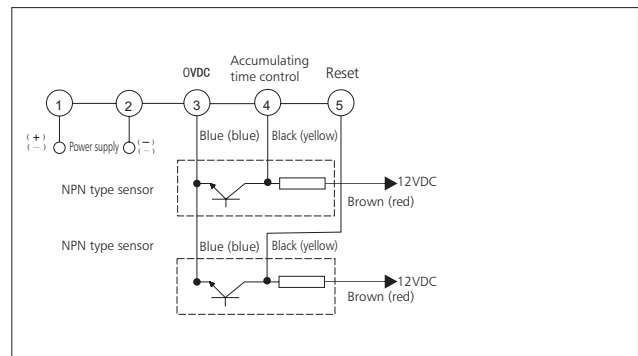 0VDC
Accumulating
time control
Reset
1 2 3 4 5
(+)
(~) Power supply (−)
(~)
Blue (blue) Black (yellow)
NPN type sensor
12VDC
Brown (red)
NPN type sensor
Blue (blue) Black (yellow)
12VDC
Brown (red)